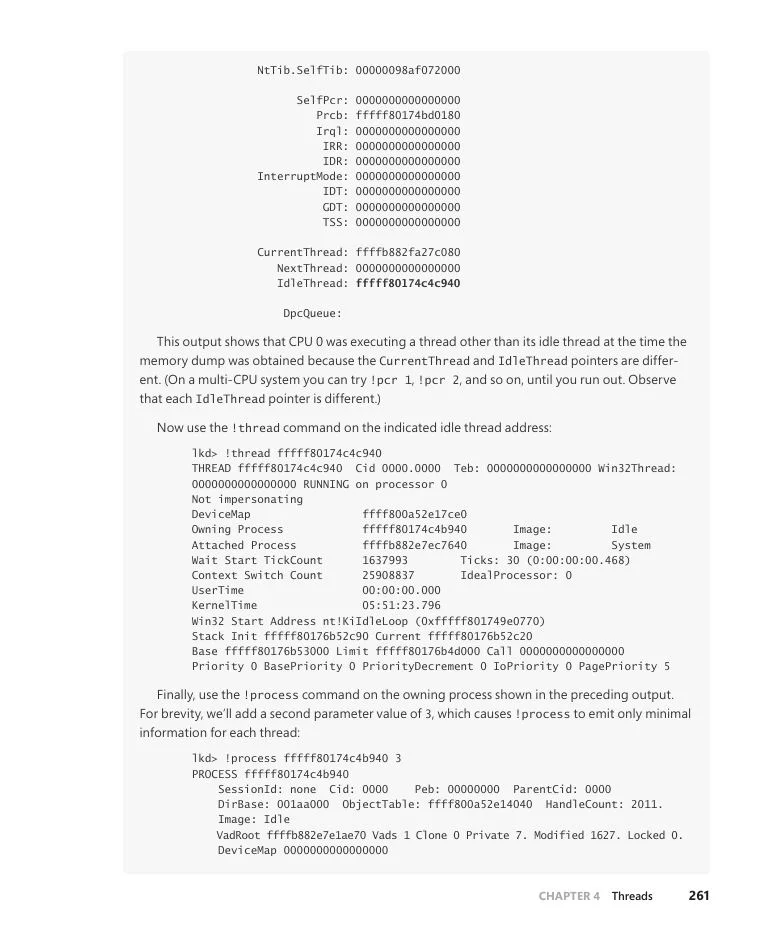 NtTib.SelfTib: 00000098af072000
SelfPcr: 0000000000000000
Prcb: fffff80174bd0180
Irql: 0000000000000000
IRR: 0000000000000000
IDR: 0000000000000000
InterruptMode: 0000000000000000
IDT: 0000000000000000
GDT: 0000000000000000
TSS: 0000000000000000
CurrentThread: ffffb882fa27c080
NextThread: 0000000000000000
IdleThread: fffff80174c4c940
DpcQueue:
This output shows that CPU 0 was executing a thread other than its idle thread at the time the
memory dump was obtained because the CurrentThread and IdleThread pointers are differ-
ent. (On a multi-CPU system you can try !pcr 1, !pcr 2, and so on, until you run out. Observe
that each IdleThread pointer is different.)
Now use the !thread command on the indicated idle thread address:
lkd> !thread fffff80174c4c940
THREAD fffff80174c4c940  Cid 0000.0000  Teb: 0000000000000000 Win32Thread:
0000000000000000 RUNNING on processor 0
Not impersonating
DeviceMap                 ffff800a52e17ce0
Owning Process            fffff80174c4b940       Image:         Idle
Attached Process          ffffb882e7ec7640       Image:         System
Wait Start TickCount      1637993        Ticks: 30 (0:00:00:00.468)
Context Switch Count      25908837       IdealProcessor: 0
UserTime                  00:00:00.000
KernelTime                05:51:23.796
Win32 Start Address nt!KiIdleLoop (0xfffff801749e0770)
Stack Init fffff80176b52c90 Current fffff80176b52c20
Base fffff80176b53000 Limit fffff80176b4d000 Call 0000000000000000
Priority 0 BasePriority 0 PriorityDecrement 0 IoPriority 0 PagePriority 5
Finally, use the !process command on the owning process shown in the preceding output.
For brevity, we'll add a second parameter value of 3, which causes !process to emit only minimal
information for each thread:
lkd> !process fffff80174c4b940 3
PROCESS fffff80174c4b940
SessionId: none  Cid: 0000    Peb: 00000000  ParentCid: 0000
DirBase: 001aa000  ObjectTable: ffff800a52e14040  HandleCount: 2011.
Image: Idle
VadRoot ffffb882e7e1ae70 Vads 1 Clone 0 Private 7. Modified 1627. Locked 0.
DeviceMap 0000000000000000
CHAPTER 4 Threads 261